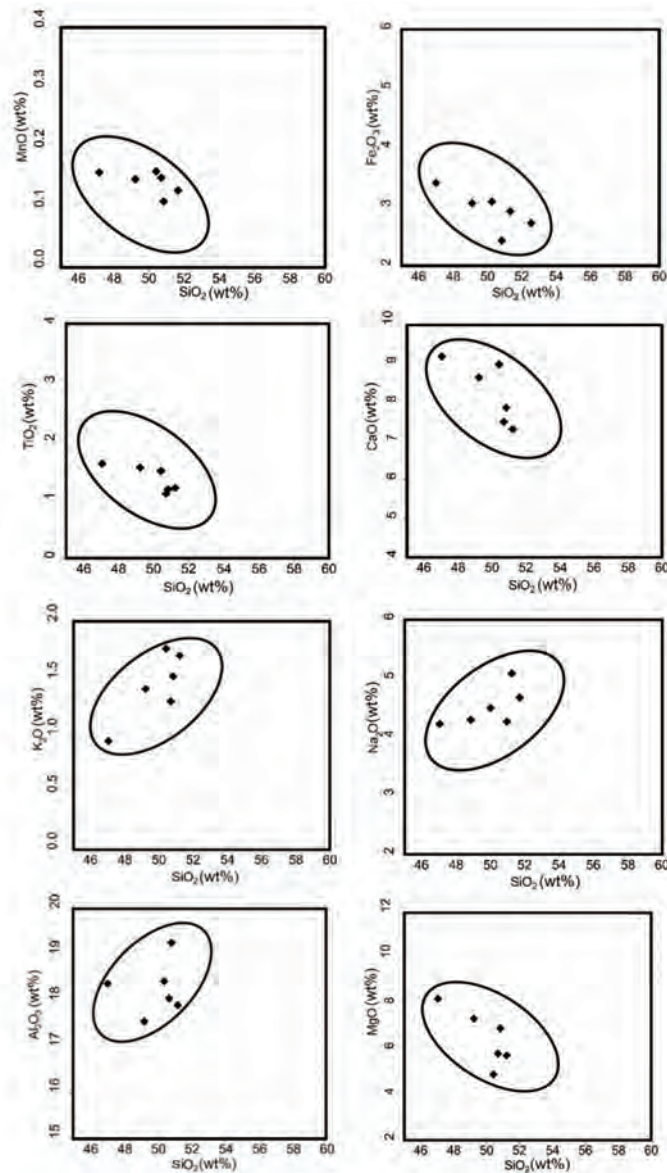 MnO (wt%)
0.4
0.3
0.2
0.1
0.0
46 48 50 52 54 56 58 60
SiO2 (wt%)
Fe2O3 (wt%)
6
5
4
3
2
46 48 50 52 54 56 58 60
SiO2 (wt%)
TiO2 (wt%)
4
3
2
1
0
46 48 50 52 54 56 58 60
SiO2 (wt%)
CaO (wt%)
10
9
8
7
6
5
4
46 48 50 52 54 56 58 60
SiO2 (wt%)
K2O (wt%)
2.0
1.5
1.0
0.5
0.0
46 48 50 52 54 56 58 60
SiO2 (wt%)
Na2O (wt%)
6
5
4
3
2
46 48 50 52 54 56 58 60
SiO2 (wt%)
Al2O3 (wt%)
20
19
18
17
16
15
46 48 50 52 54 56 58 60
SiO2 (wt%)
MgO (wt%)
12
10
8
6
4
2
46 48 50 52 54 56 58 60
SiO2 (wt%)